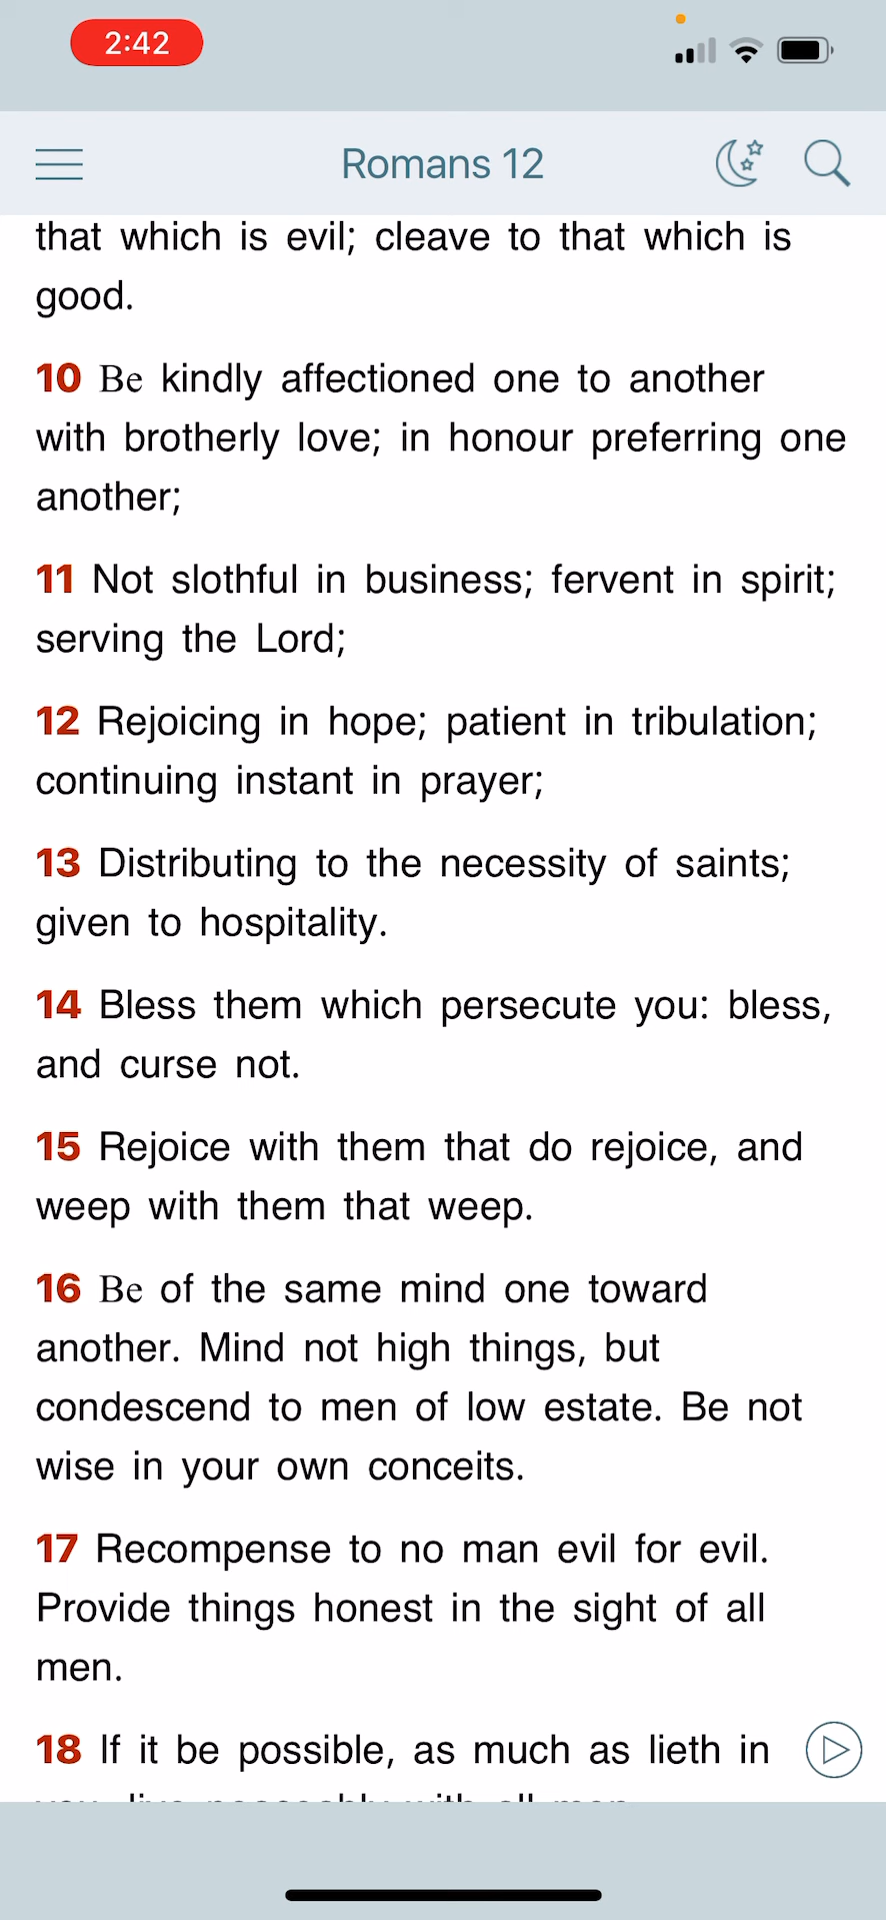 2:42
Romans 12
that which is evil; cleave to that which is
good.
10 Be kindly affectioned one to another
with brotherly love; in honour preferring one
another;
11 Not slothful in business; fervent in spirit;
serving the Lord;
12 Rejoicing in hope; patient in tribulation;
continuing instant in prayer;
13 Distributing to the necessity of saints;
given to hospitality.
14 Bless them which persecute you: bless,
and curse not.
15 Rejoice with them that do rejoice, and
weep with them that weep.
16 Be of the same mind one toward
another. Mind not high things, but
condescend to men of low estate. Be not
wise in your own conceits.
17 Recompense to no man evil for evil.
Provide things honest in the sight of all
men.
18 If it be possible, as much as lieth in